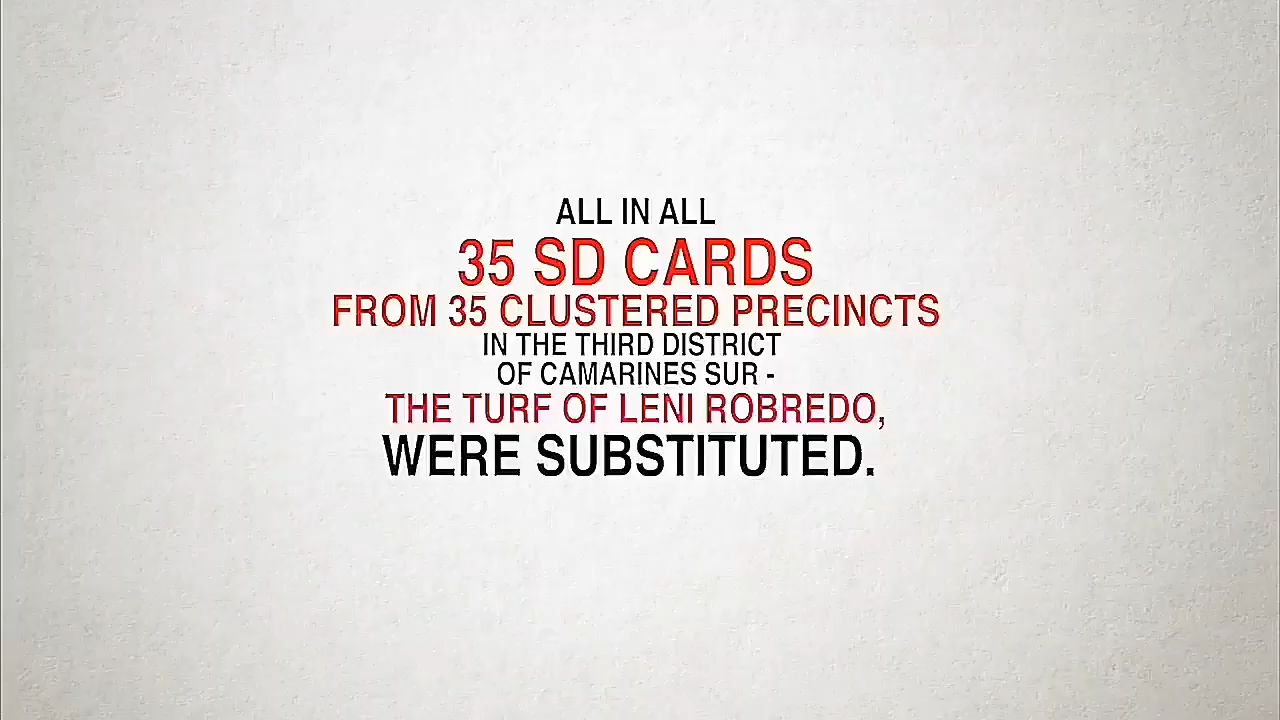 ALL IN ALL
35 SD CARDS
FROM 35 CLUSTERED PRECINCTS
IN THE THIRD DISTRICT
OF CAMARINES SUR -
THE TURF OF LENI ROBREDO,
WERE SUBSTITUTED.